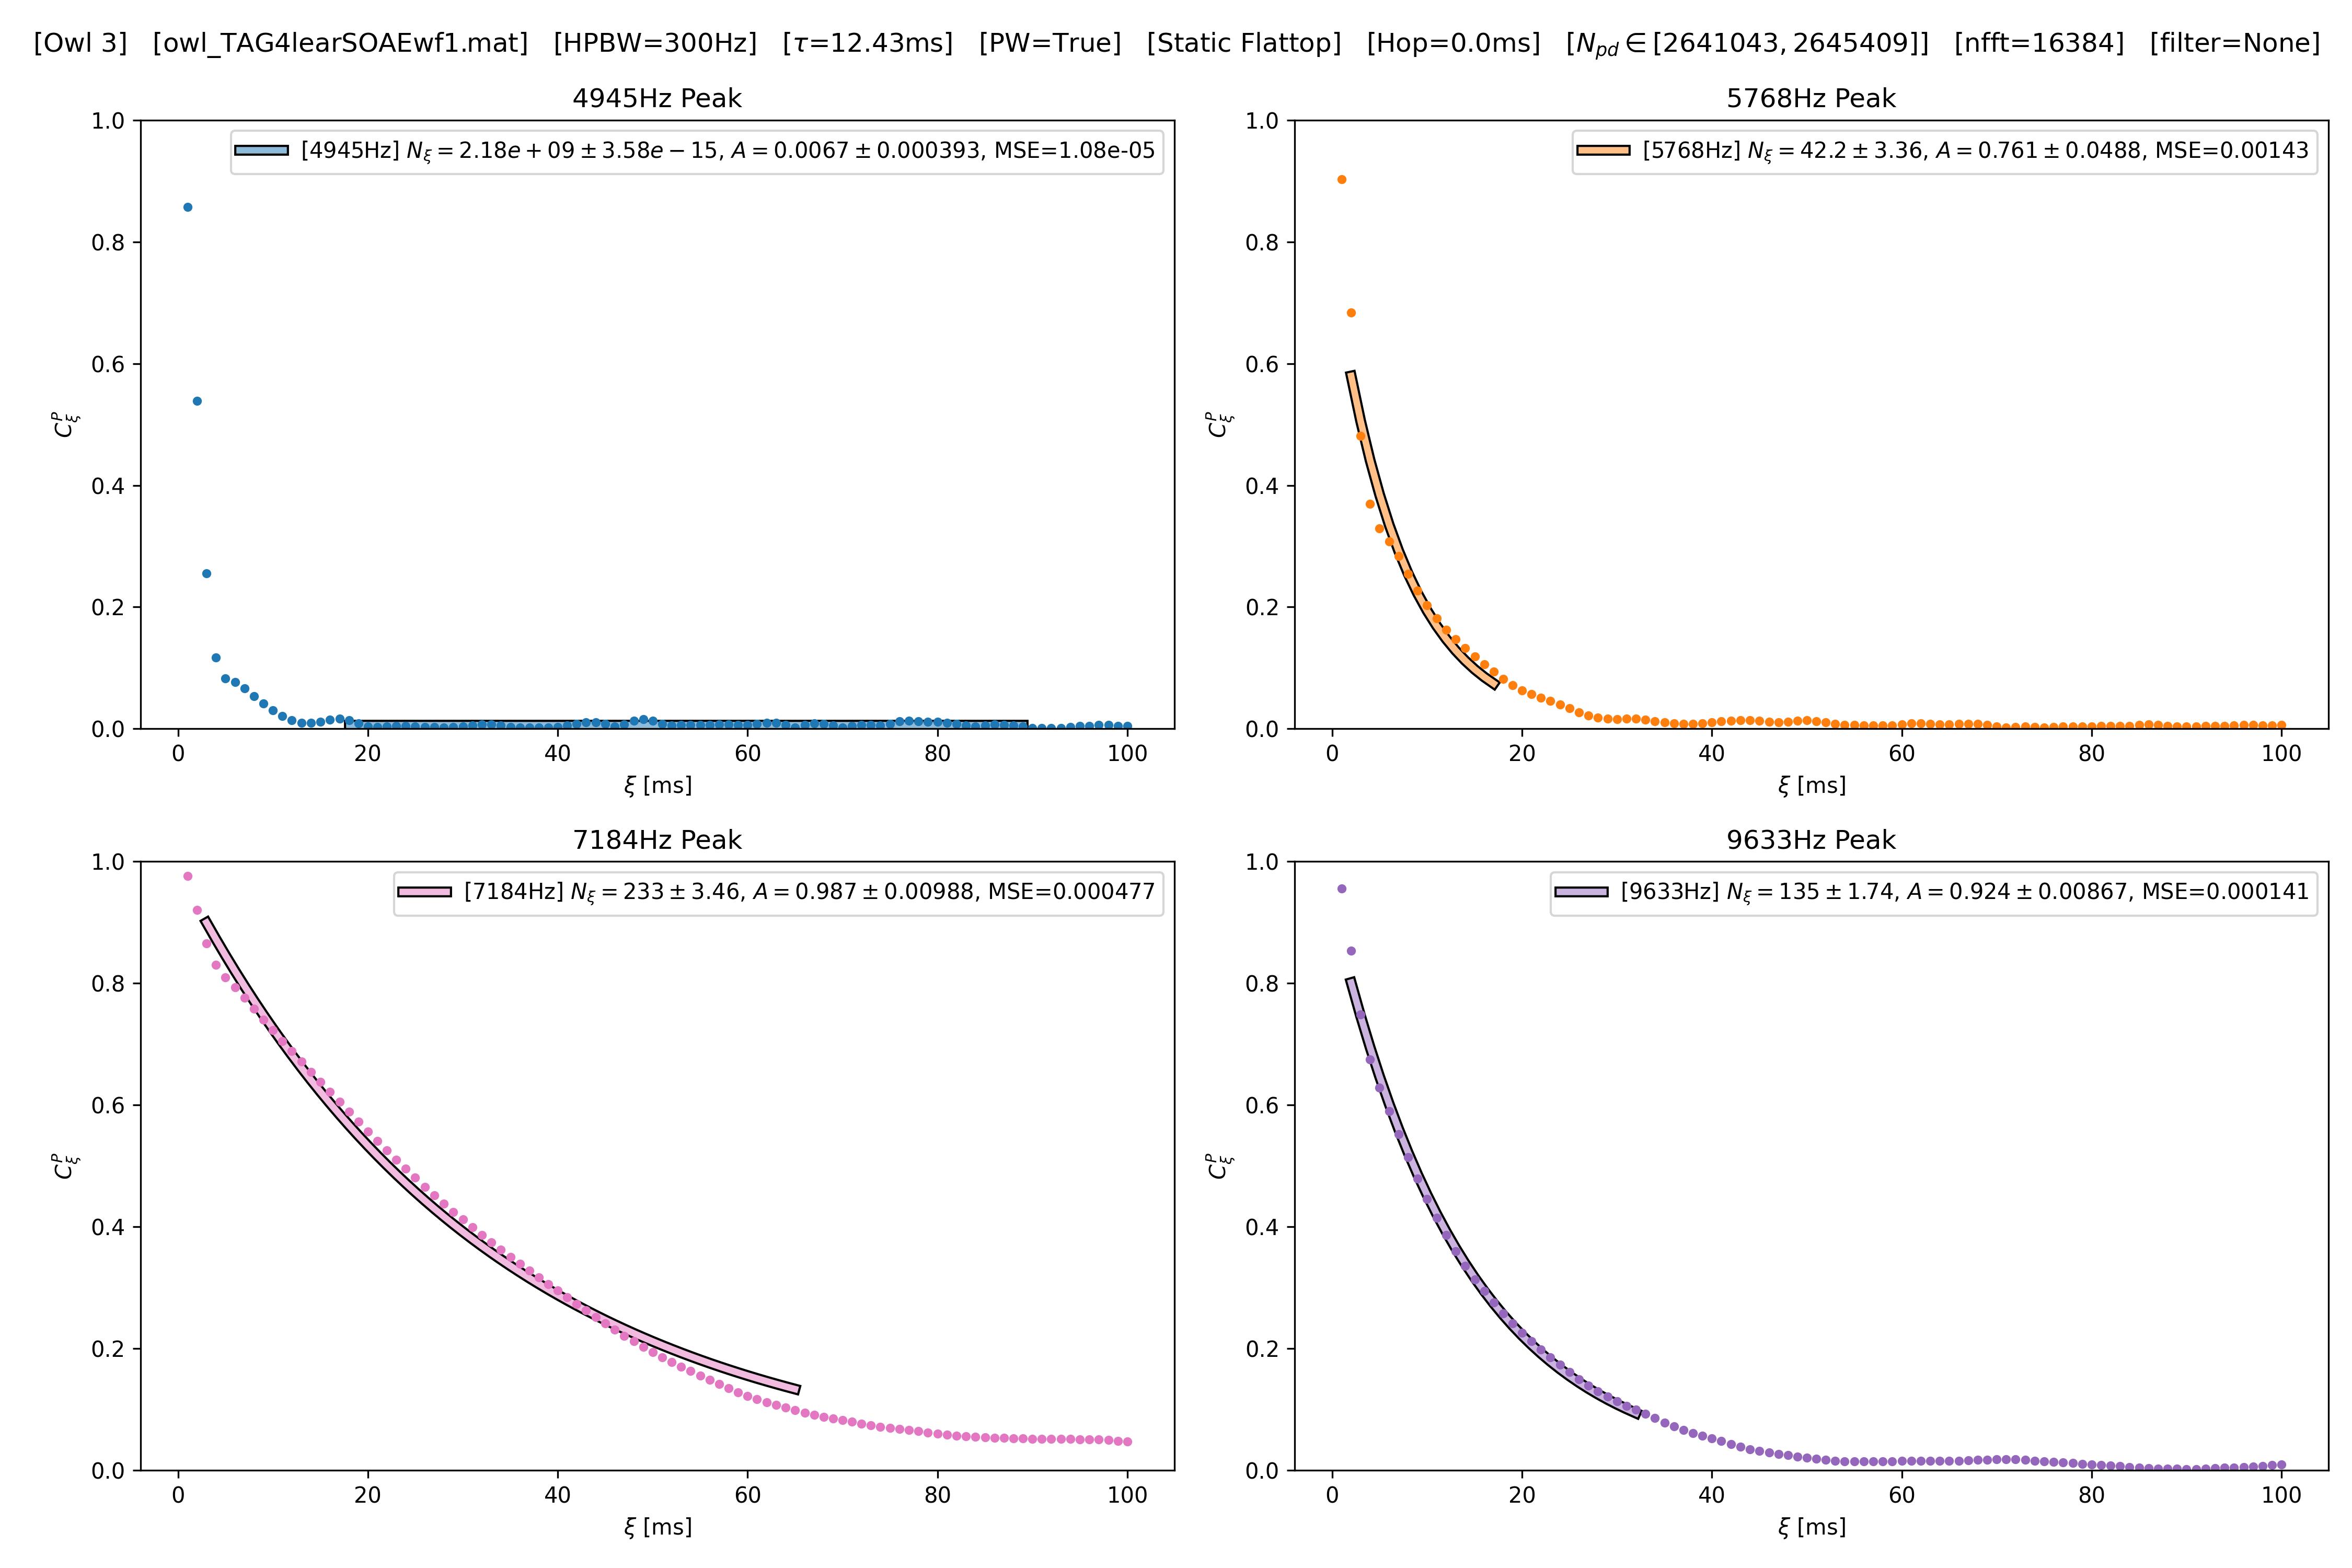 [Owl 3] [owl_TAG4learSOAEwf1.mat] [HPBW=300Hz] [τ=12.43ms] [PW=True] [Static Flattop] [Hop=0.0ms] [N_pd ∈ [2641043, 2645409]] [nfft=16384] [filter=None]
4945Hz Peak
1.0
0.8
0.6
0.4
0.2
0.0
C_ξ^P
[4945Hz] N_ξ = 2.18e + 09 ± 3.58e − 15, A = 0.0067 ± 0.000393, MSE=1.08e-05
0 20 40 60 80 100
ξ [ms]
5768Hz Peak
1.0
0.8
0.6
0.4
0.2
0.0
C_ξ^P
[5768Hz] N_ξ = 42.2 ± 3.36, A = 0.761 ± 0.0488, MSE=0.00143
0 20 40 60 80 100
ξ [ms]
7184Hz Peak
1.0
0.8
0.6
0.4
0.2
0.0
C_ξ^P
[7184Hz] N_ξ = 233 ± 3.46, A = 0.987 ± 0.00988, MSE=0.000477
0 20 40 60 80 100
ξ [ms]
9633Hz Peak
1.0
0.8
0.6
0.4
0.2
0.0
C_ξ^P
[9633Hz] N_ξ = 135 ± 1.74, A = 0.924 ± 0.00867, MSE=0.000141
0 20 40 60 80 100
ξ [ms]